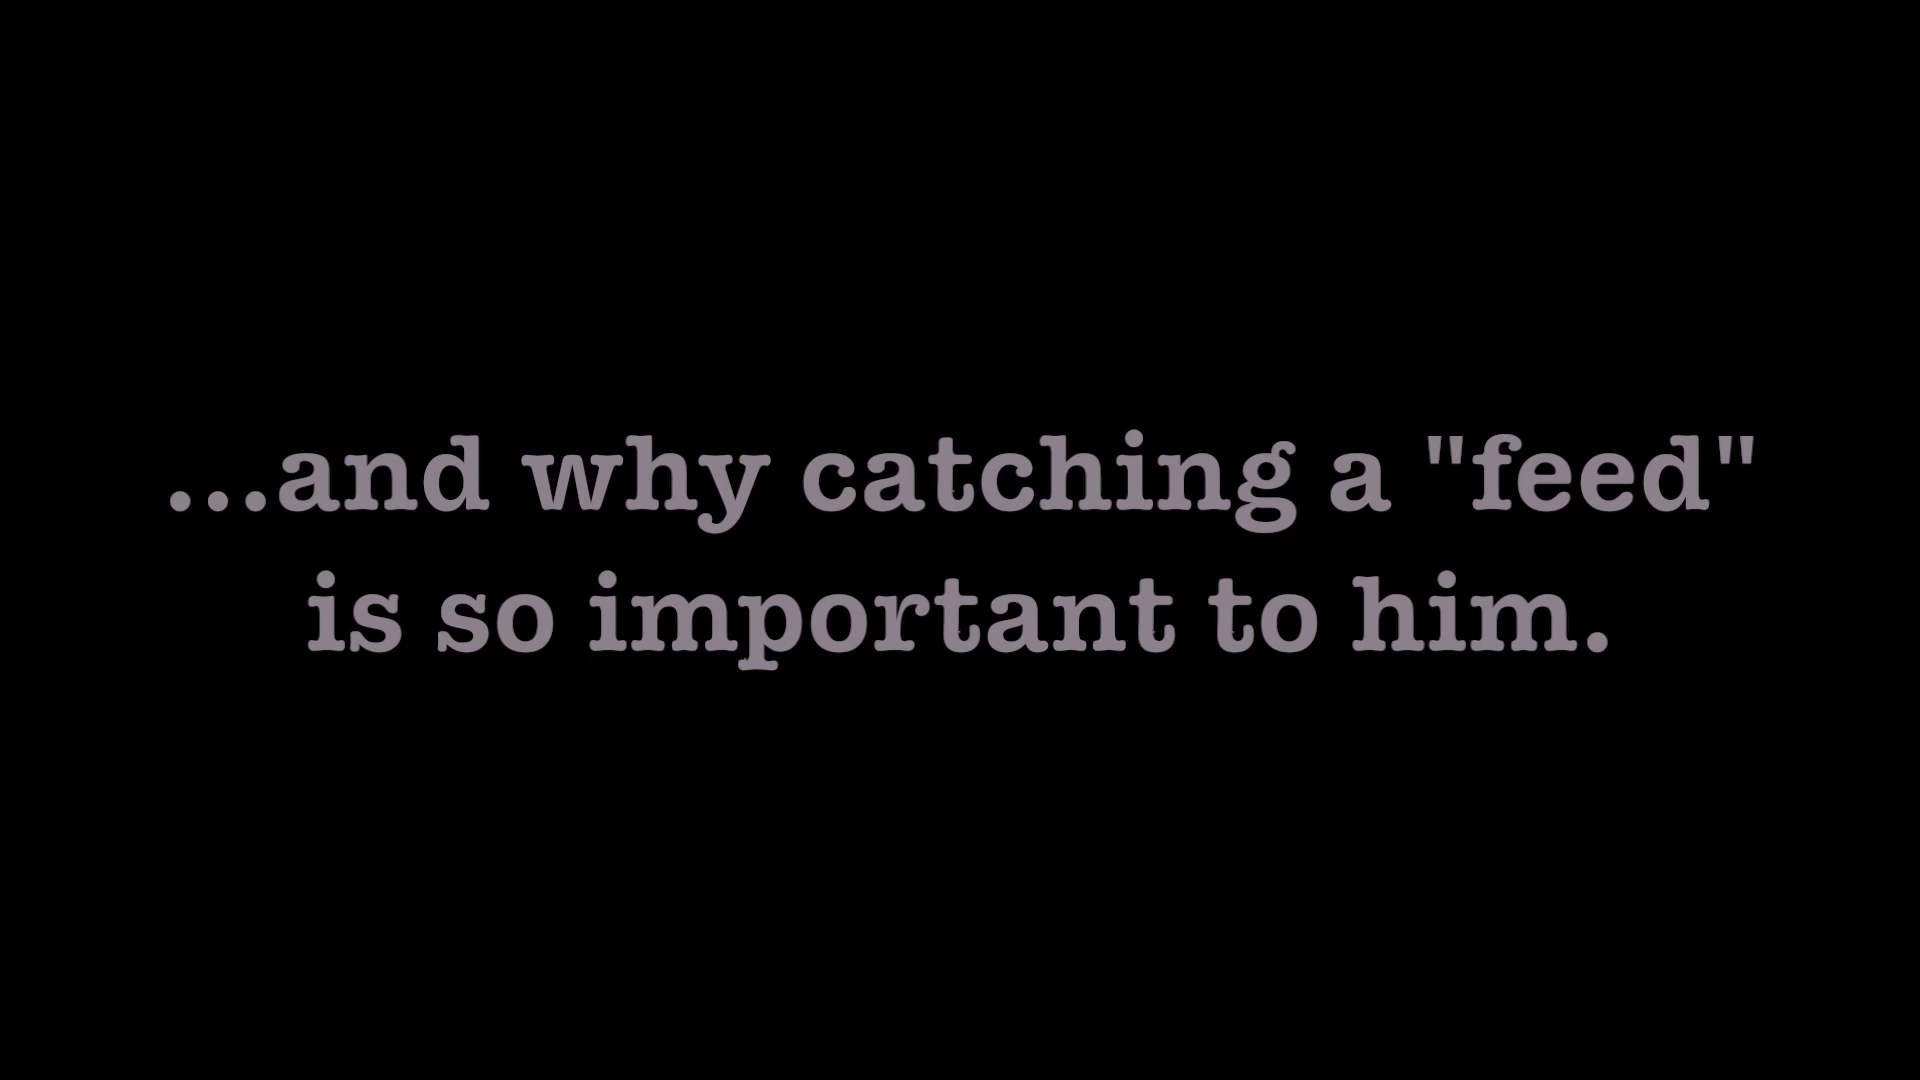 ...and why catching a "feed"
is so important to him.